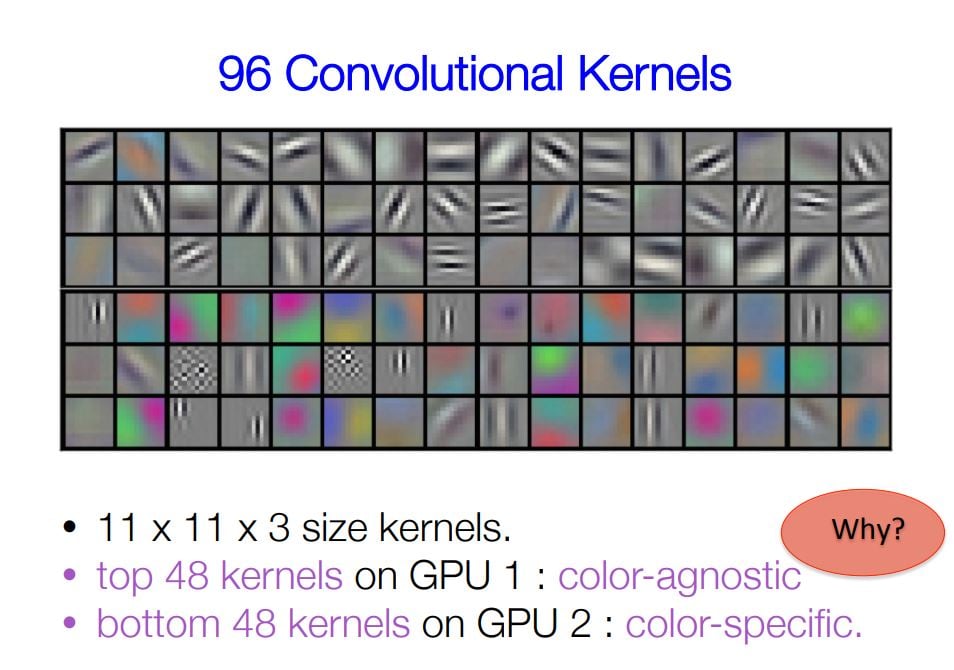 96 Convolutional Kernels
• 11 x 11 x 3 size kernels.
Why?
• top 48 kernels on GPU 1 : color-agnostic
• bottom 48 kernels on GPU 2 : color-specific.